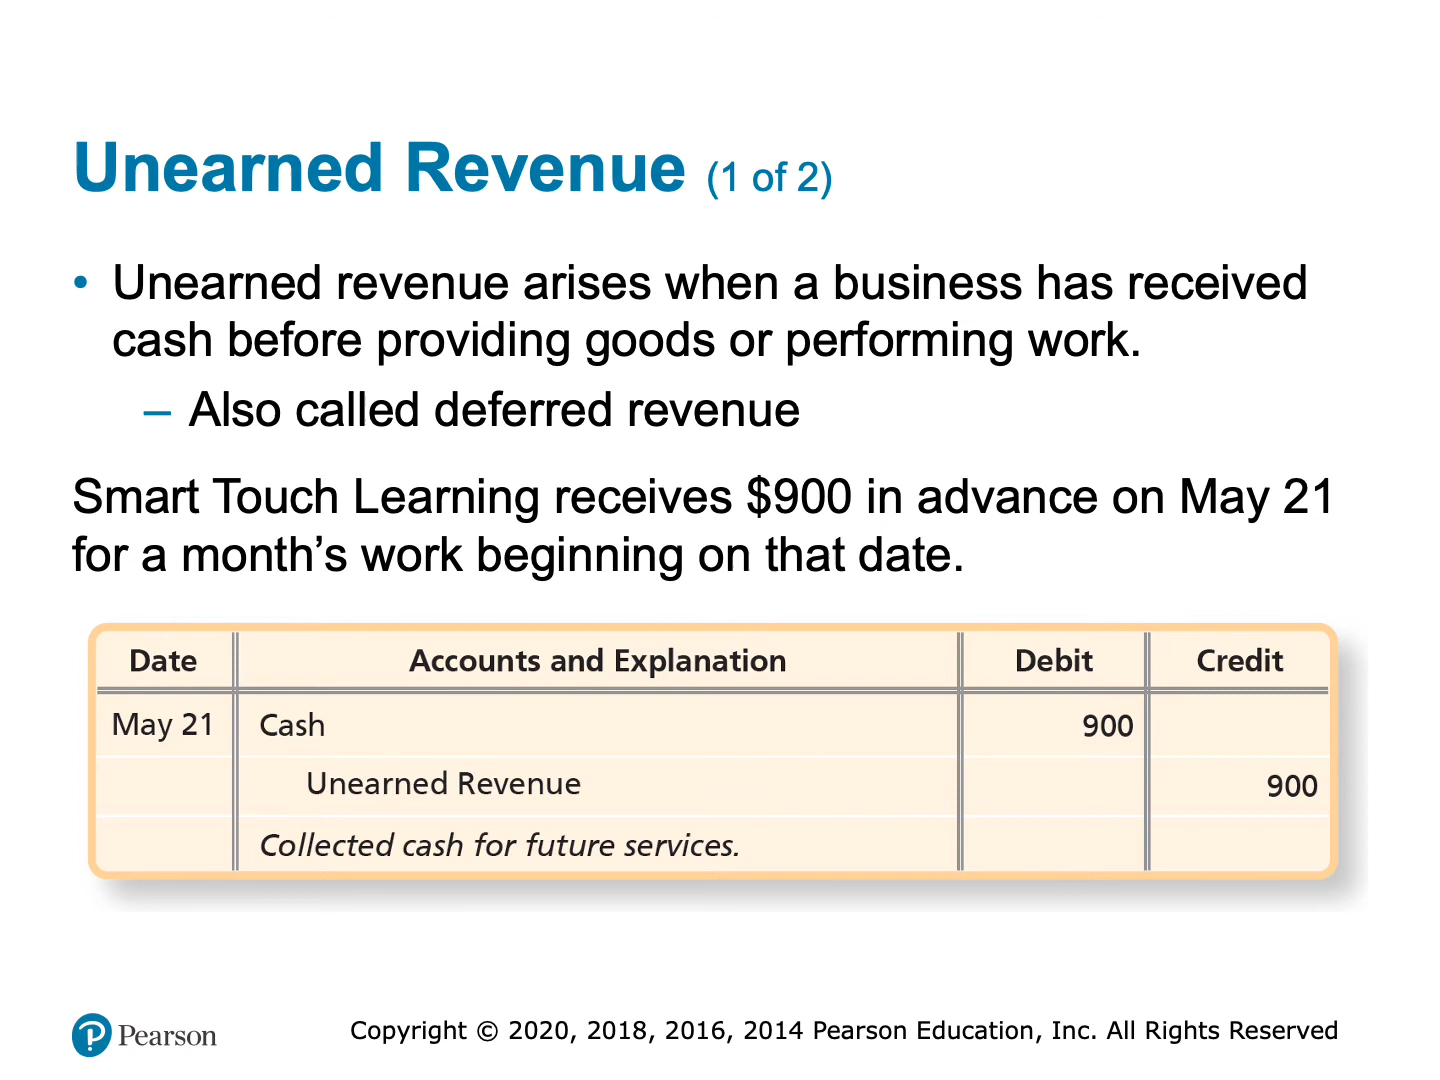 Unearned Revenue (1 of 2)
• Unearned revenue arises when a business has received
cash before providing goods or performing work.
– Also called deferred revenue
Smart Touch Learning receives $900 in advance on May 21
for a month’s work beginning on that date.
Date Accounts and Explanation Debit Credit
May 21 Cash 900
Unearned Revenue 900
Collected cash for future services.
Pearson Copyright © 2020, 2018, 2016, 2014 Pearson Education, Inc. All Rights Reserved